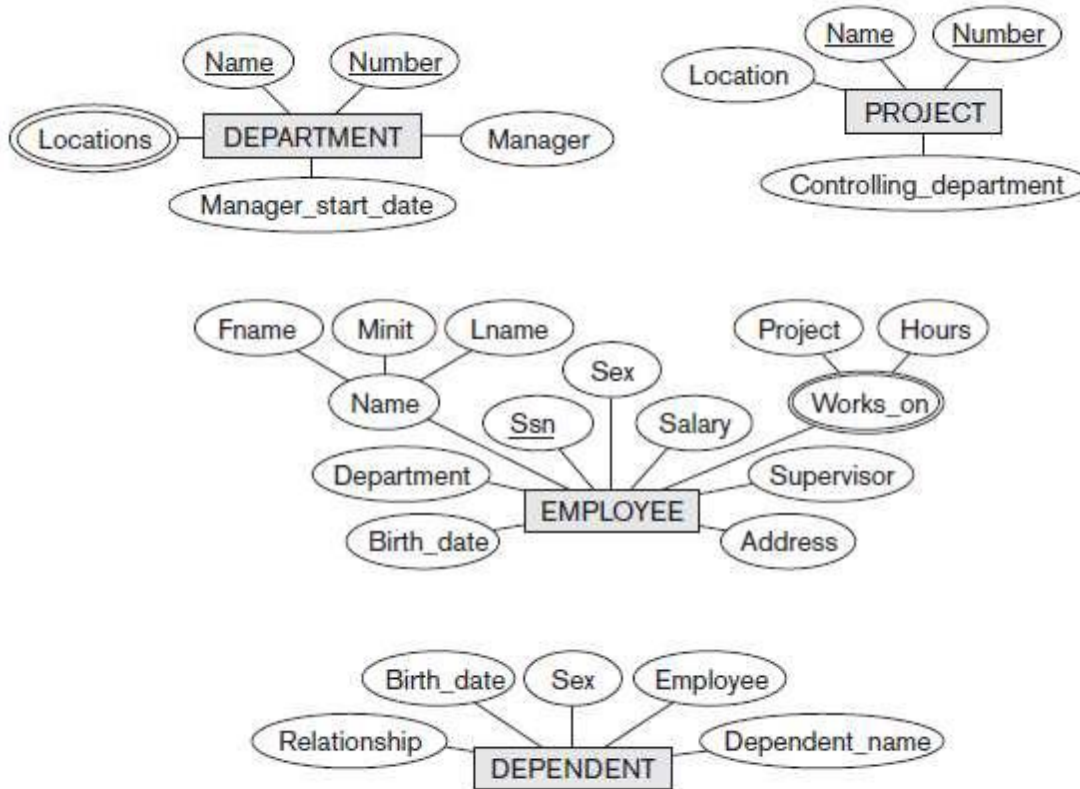 Name
Number
Locations
DEPARTMENT
Manager
Manager_start_date
Name
Number
Location
PROJECT
Controlling_department
Fname
Minit
Lname
Name
Ssn
Sex
Salary
Project
Hours
Works_on
Department
Supervisor
EMPLOYEE
Birth_date
Address
Birth_date
Sex
Employee
Relationship
Dependent_name
DEPENDENT